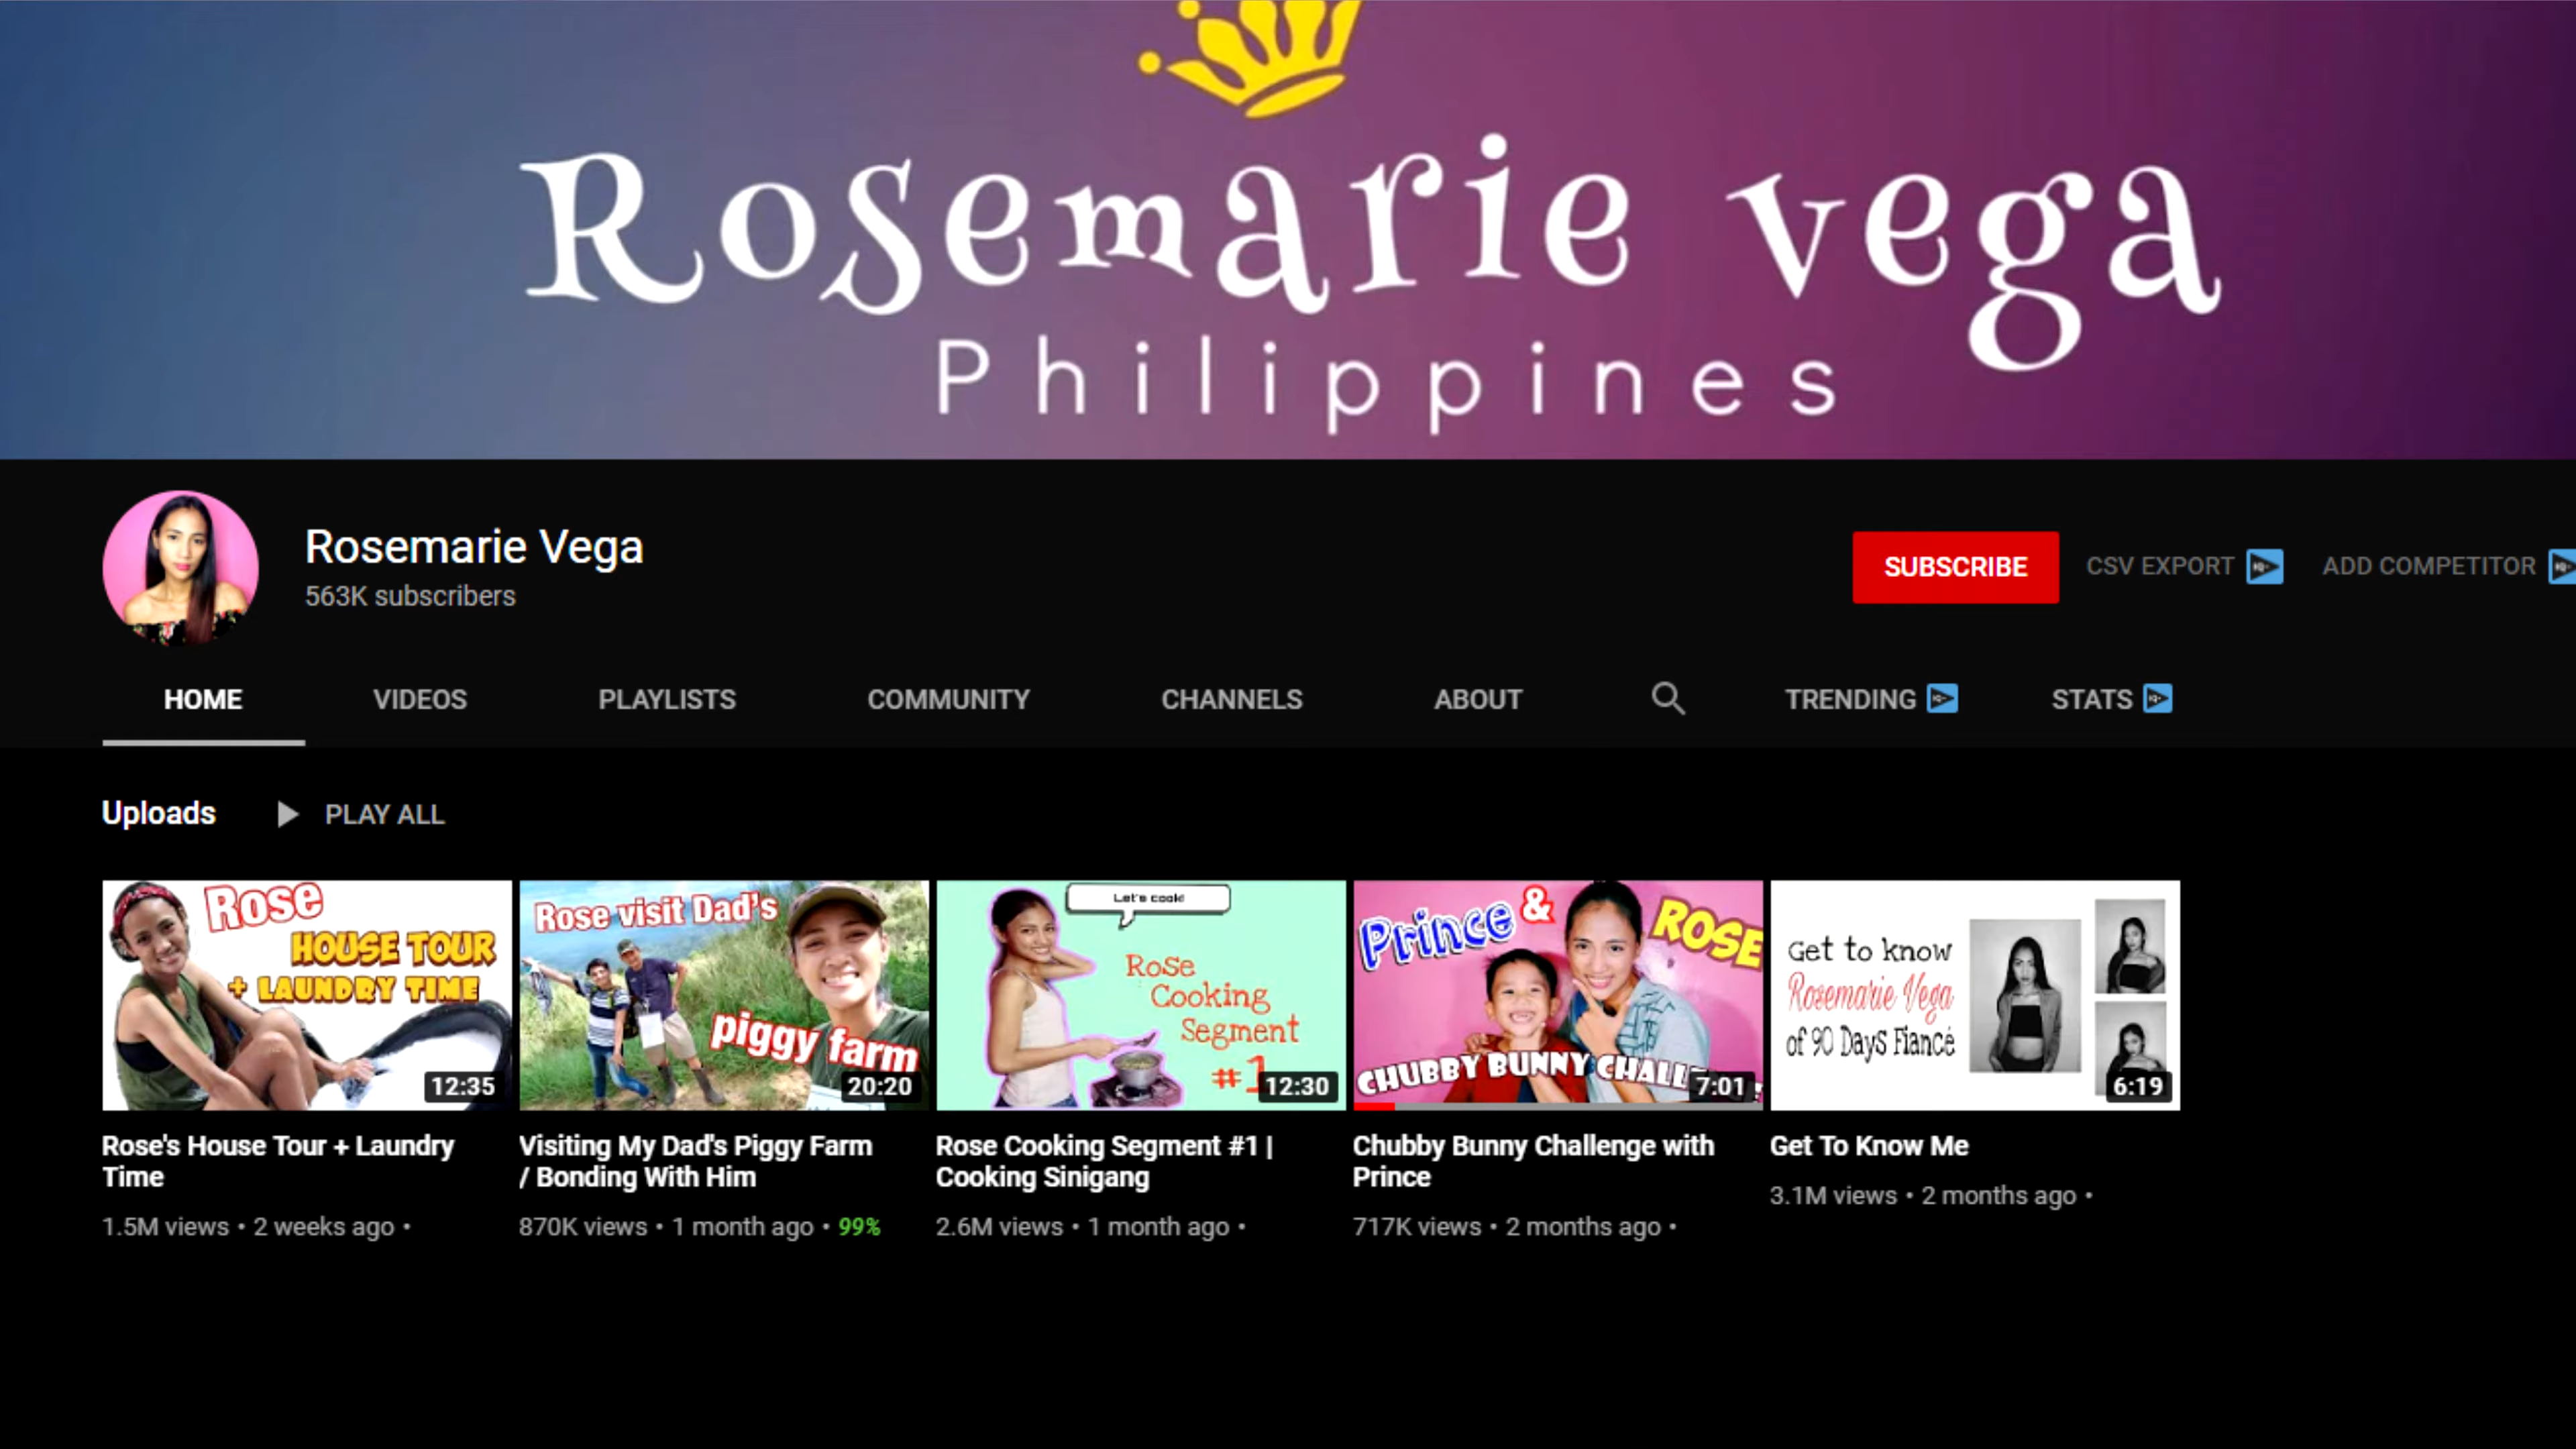 Rosemarie vega
Philippines
Rosemarie Vega
563K subscribers
SUBSCRIBE
CSV EXPORT
ADD COMPETITOR
HOME
VIDEOS
PLAYLISTS
COMMUNITY
CHANNELS
ABOUT
TRENDING
STATS
Uploads
PLAY ALL
Rose
HOUSE TOUR
+ LAUNDRY TIME
12:35
Rose's House Tour + Laundry
Time
1.5M views • 2 weeks ago •
Rose visit Dad's
piggy farm
20:20
Visiting My Dad's Piggy Farm
/ Bonding With Him
870K views • 1 month ago • 99%
Let's cook!
Rose
Cooking
Segment
#1
12:30
Rose Cooking Segment #1 |
Cooking Sinigang
2.6M views • 1 month ago •
Prince & ROSE
CHUBBY BUNNY CHALL
7:01
Chubby Bunny Challenge with
Prince
717K views • 2 months ago •
Get to know
Rosemarie Vega
of 90 Days Fiancé
6:19
Get To Know Me
3.1M views • 2 months ago •